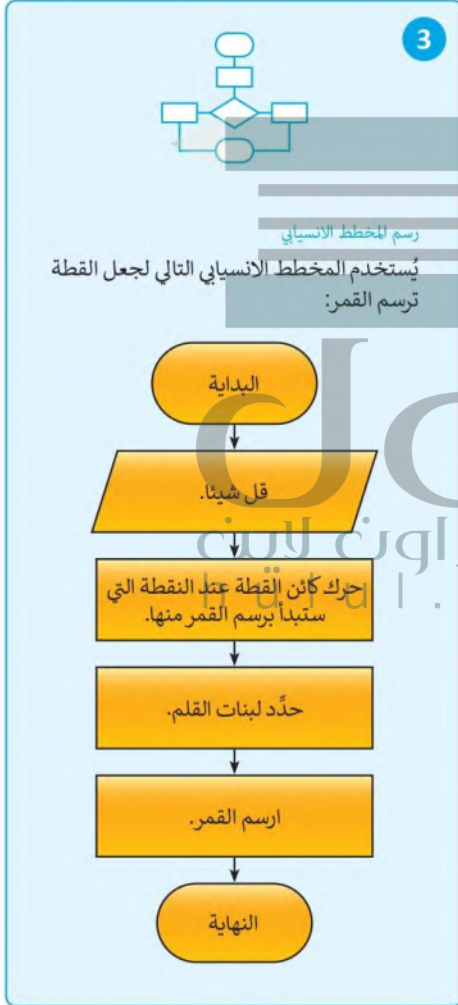 3
رسم المخطط الانسيابي
يُستخدم المخطط الانسيابي التالي لجعل القطة
ترسم القمر:
البداية
قل شيئا.
حرك كائن القطة عند النقطة التي
ستبدأ برسم القمر منها.
حدِّد لبنات القلم.
ارسم القمر.
النهاية